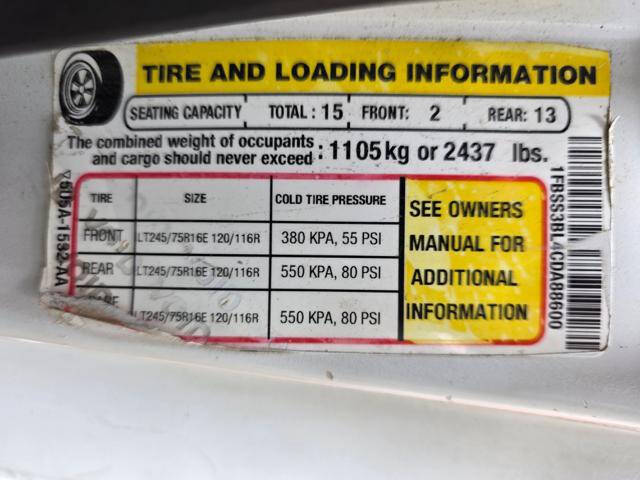 TIRE AND LOADING INFORMATION
SEATING CAPACITY TOTAL : 15 FRONT: 2 REAR: 13
The combined weight of occupants and cargo should never exceed : 1105 kg or 2437 lbs.
TIRE SIZE COLD TIRE PRESSURE
FRONT LT245/75R16E 120/116R 380 KPA, 55 PSI
REAR LT245/75R16E 120/116R 550 KPA, 80 PSI
LT245/75R16E 120/116R 550 KPA, 80 PSI
SEE OWNERS
MANUAL FOR
ADDITIONAL
INFORMATION
1FBSS3BL4CDA88600